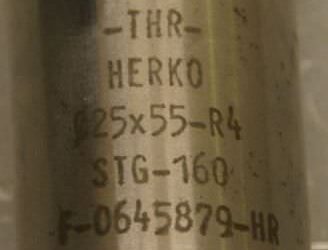 -THR-
HERKO
Ø25x55-R4
STG-160
F-0645879-HR